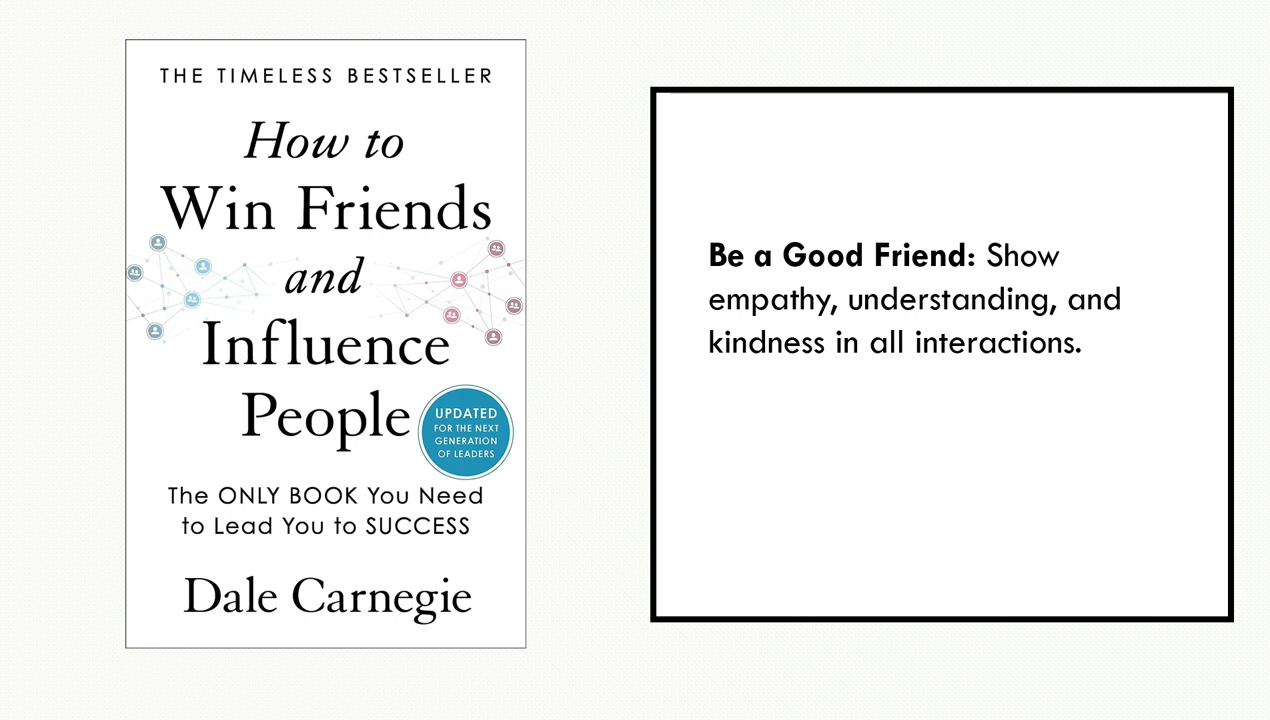 THE TIMELESS BESTSELLER
How to
Win Friends
and
Influence
People
UPDATED
FOR THE NEXT
GENERATION
OF LEADERS
The ONLY BOOK You Need
to Lead You to SUCCESS
Dale Carnegie
Be a Good Friend: Show
empathy, understanding, and
kindness in all interactions.